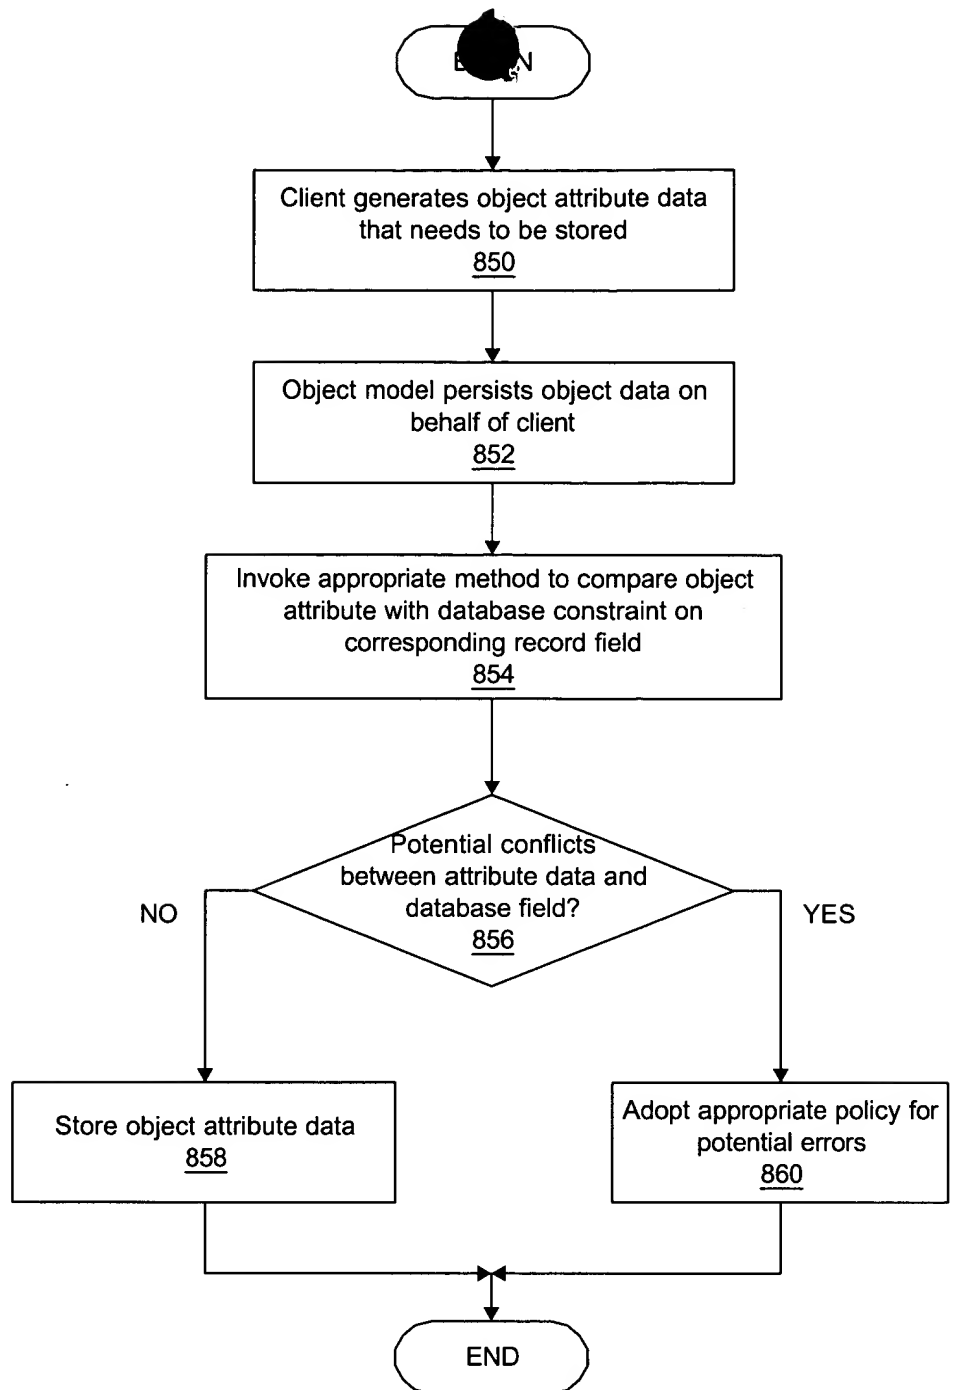 Client generates object attribute data
that needs to be stored
850
Object model persists object data on
behalf of client
852
Invoke appropriate method to compare object
attribute with database constraint on
corresponding record field
854
Potential conflicts
between attribute data and
database field?
856
NO
YES
Store object attribute data
858
Adopt appropriate policy for
potential errors
860
END